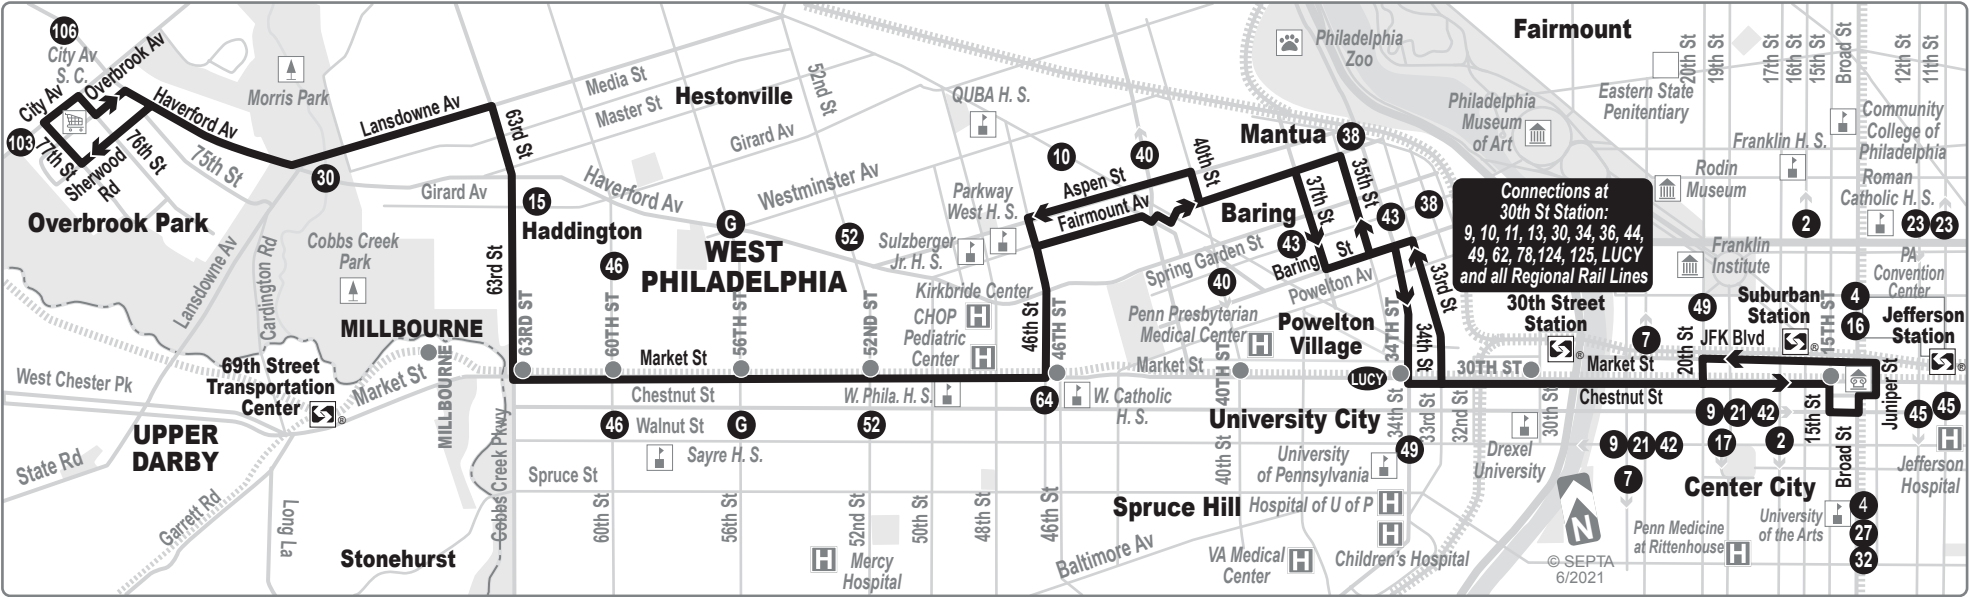 106
City Av
S. C.
City Av
Overbrook Av
103
77th St
Sherwood
Rd
76th St
75th St
Haverford Av
Overbrook Park
Morris Park
30
Lansdowne Av
63rd St
Media St
Master St
52nd St
Hestonville
Girard Av
Girard Av
Haverford Av
Westminster Av
15
Haddington
G
46
52
WEST
PHILADELPHIA
QUBA H. S.
10
40
Parkway
West H. S.
Sulzberger
Jr. H. S.
Kirkbride Center
CHOP
Pediatric
Center
Aspen St
Fairmount Av
40th St
Mantua
38
Baring
37th St
35th St
43
43
38
Baring
St
Spring Garden St
40
Powelton Av
33rd St
Penn Presbyterian
Medical Center
Powelton
Village
Philadelphia
Zoo
Fairmount
Philadelphia
Museum
of Art
Eastern State
Penitentiary
20th St
19th St
17th St
16th St
15th St
Broad St
12th St
11th St
Franklin H. S.
Community
College of
Philadelphia
Roman
Catholic H. S.
Rodin
Museum
2
23
23
Connections at
30th St Station:
9, 10, 11, 13, 30, 34, 36, 44,
49, 62, 78,124, 125, LUCY
and all Regional Rail Lines
Franklin
Institute
PA
Convention
Center
30th Street
Station
®
7
49
Suburban
Station
®
15TH ST
4
16
Jefferson
Station
®
Cobbs Creek
Park
Lansdowne Av
Cardington Rd
63rd St
MILLBOURNE
MILLBOURNE
69th Street
Transportation
Center
®
West Chester Pk
Market St
63RD ST
60TH ST
56TH ST
52ND ST
46th St
46TH ST
40TH ST
34TH ST
34th St
30TH ST
Market St
Market St
Market St
LUCY
20th St
JFK Blvd
Juniper St
Chestnut St
Chestnut St
W. Phila. H. S.
64
W. Catholic
H. S.
University City
46
Walnut St
G
52
Sayre H. S.
Spruce St
UPPER
DARBY
State Rd
Garrett Rd
Long La
Stonehurst
Cobbs Creek Pkwy
60th St
56th St
52nd St
50th St
48th St
46th St
40th St
34th St
33rd St
32nd St
30th St
49
Mercy
Hospital
Spruce Hill
Baltimore Av
University
of Pennsylvania
Hospital of U of P
VA Medical
Center
Children's Hospital
Drexel
University
N
© SEPTA
6/2021
9
21
42
7
9
21
42
17
2
15th St
Broad St
45
45
Jefferson
Hospital
Center City
Penn Medicine
at Rittenhouse
University
of the Arts
4
27
32
H
H
H
H
H
H
H
H
H